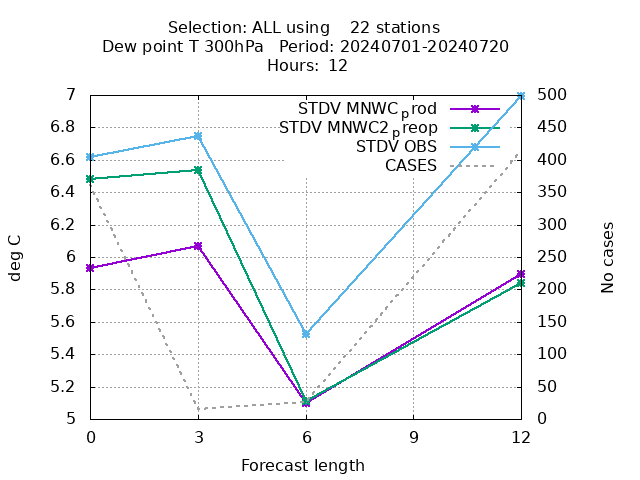 Selection: ALL using    22 stations
Dew point T 300hPa   Period: 20240701-20240720
Hours:  12
STDV MNWCprod
STDV MNWC2preop
STDV OBS
CASES
deg C
7
6.8
6.6
6.4
6.2
6
5.8
5.6
5.4
5.2
5
No cases
500
450
400
350
300
250
200
150
100
50
0
0 3 6 9 12
Forecast length